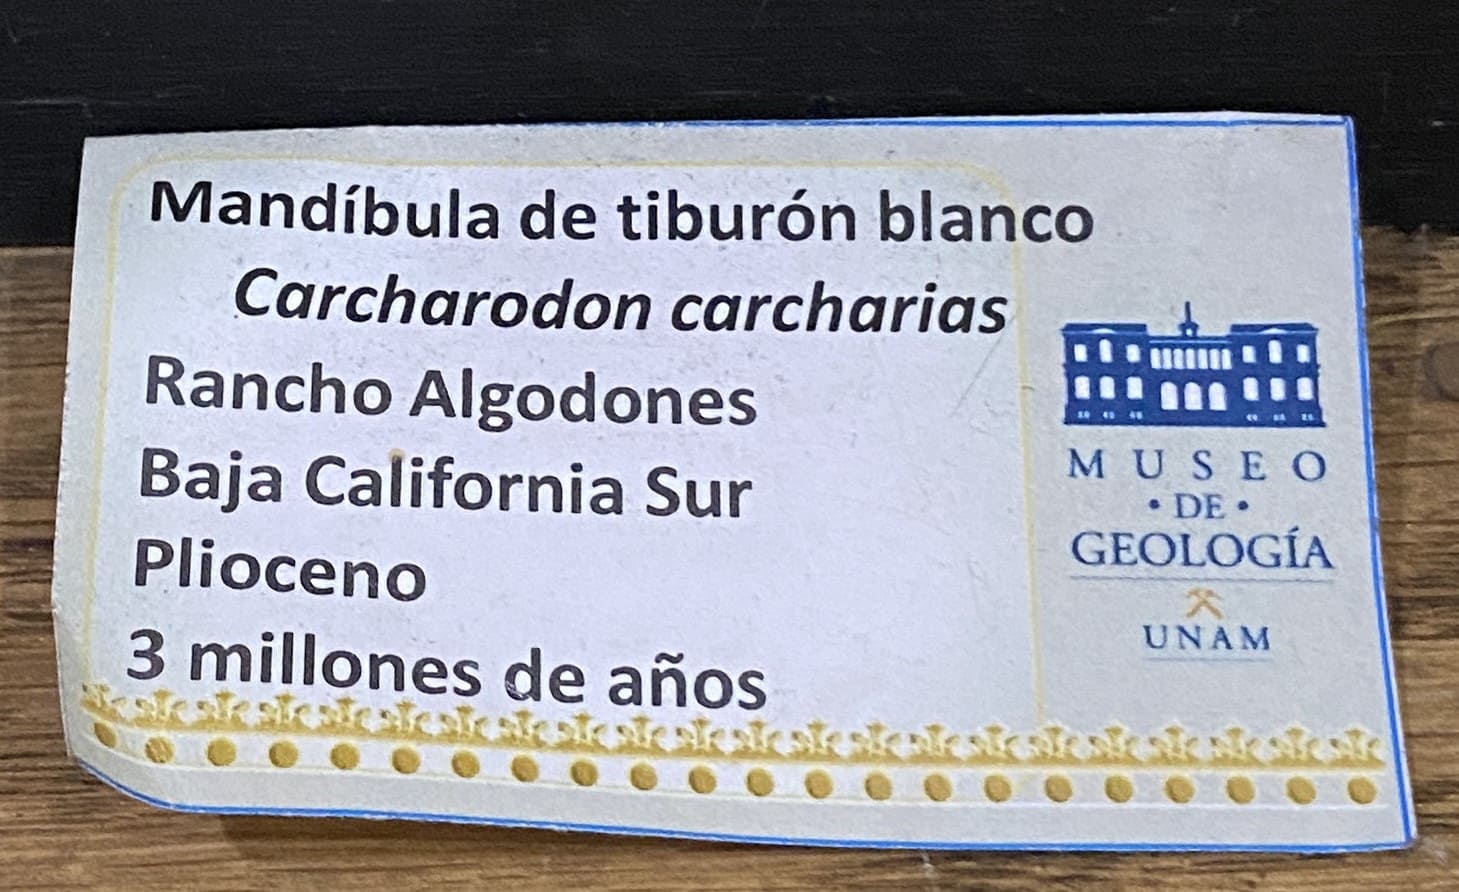 Mandíbula de tiburón blanco
Carcharodon carcharias
Rancho Algodones
Baja California Sur
Plioceno
3 millones de años
MUSEO
• DE •
GEOLOGÍA
UNAM